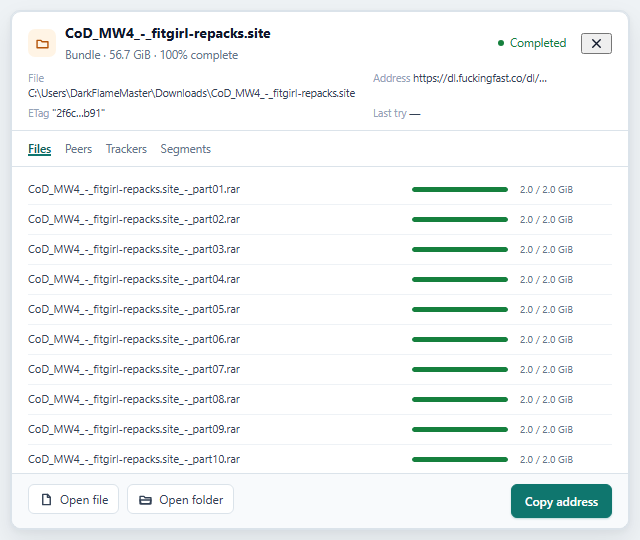 CoD_MW4_-_fitgirl-repacks.site
Bundle · 56.7 GiB · 100% complete
Completed
File
C:\Users\DarkFlameMaster\Downloads\CoD_MW4_-_fitgirl-repacks.site
Address https://dl.fuckingfast.co/dl/...
ETag "2f6c...b91"
Last try —
Files Peers Trackers Segments
CoD_MW4_-_fitgirl-repacks.site_-_part01.rar 2.0 / 2.0 GiB
CoD_MW4_-_fitgirl-repacks.site_-_part02.rar 2.0 / 2.0 GiB
CoD_MW4_-_fitgirl-repacks.site_-_part03.rar 2.0 / 2.0 GiB
CoD_MW4_-_fitgirl-repacks.site_-_part04.rar 2.0 / 2.0 GiB
CoD_MW4_-_fitgirl-repacks.site_-_part05.rar 2.0 / 2.0 GiB
CoD_MW4_-_fitgirl-repacks.site_-_part06.rar 2.0 / 2.0 GiB
CoD_MW4_-_fitgirl-repacks.site_-_part07.rar 2.0 / 2.0 GiB
CoD_MW4_-_fitgirl-repacks.site_-_part08.rar 2.0 / 2.0 GiB
CoD_MW4_-_fitgirl-repacks.site_-_part09.rar 2.0 / 2.0 GiB
CoD_MW4_-_fitgirl-repacks.site_-_part10.rar 2.0 / 2.0 GiB
Open file Open folder Copy address